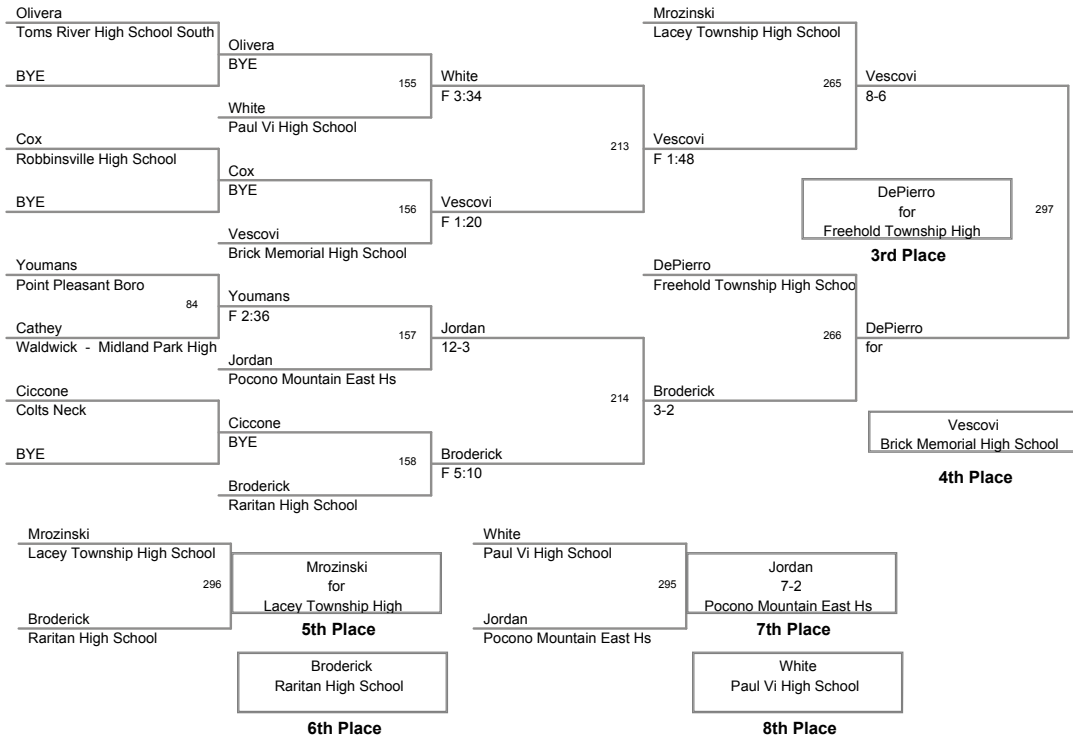 Olivera
Toms River High School South
BYE
Olivera
BYE
155
White
Paul Vi High School
White
F 3:34
Cox
Robbinsville High School
BYE
Cox
BYE
156
Vescovi
Brick Memorial High School
Vescovi
F 1:20
213
Vescovi
F 1:48
Mrozinski
Lacey Township High School
265
Vescovi
8-6
DePierro
for
Freehold Township High
3rd Place
297
Youmans
Point Pleasant Boro
84
Cathey
Waldwick - Midland Park High
Youmans
F 2:36
157
Jordan
Pocono Mountain East Hs
Jordan
12-3
Ciccone
Colts Neck
BYE
Ciccone
BYE
158
Broderick
Raritan High School
Broderick
F 5:10
214
Broderick
3-2
DePierro
Freehold Township High Schoo
266
DePierro
for
Vescovi
Brick Memorial High School
4th Place
Mrozinski
Lacey Township High School
296
Broderick
Raritan High School
Mrozinski
for
Lacey Township High
5th Place
Broderick
Raritan High School
6th Place
White
Paul Vi High School
295
Jordan
Pocono Mountain East Hs
Jordan
7-2
Pocono Mountain East Hs
7th Place
White
Paul Vi High School
8th Place